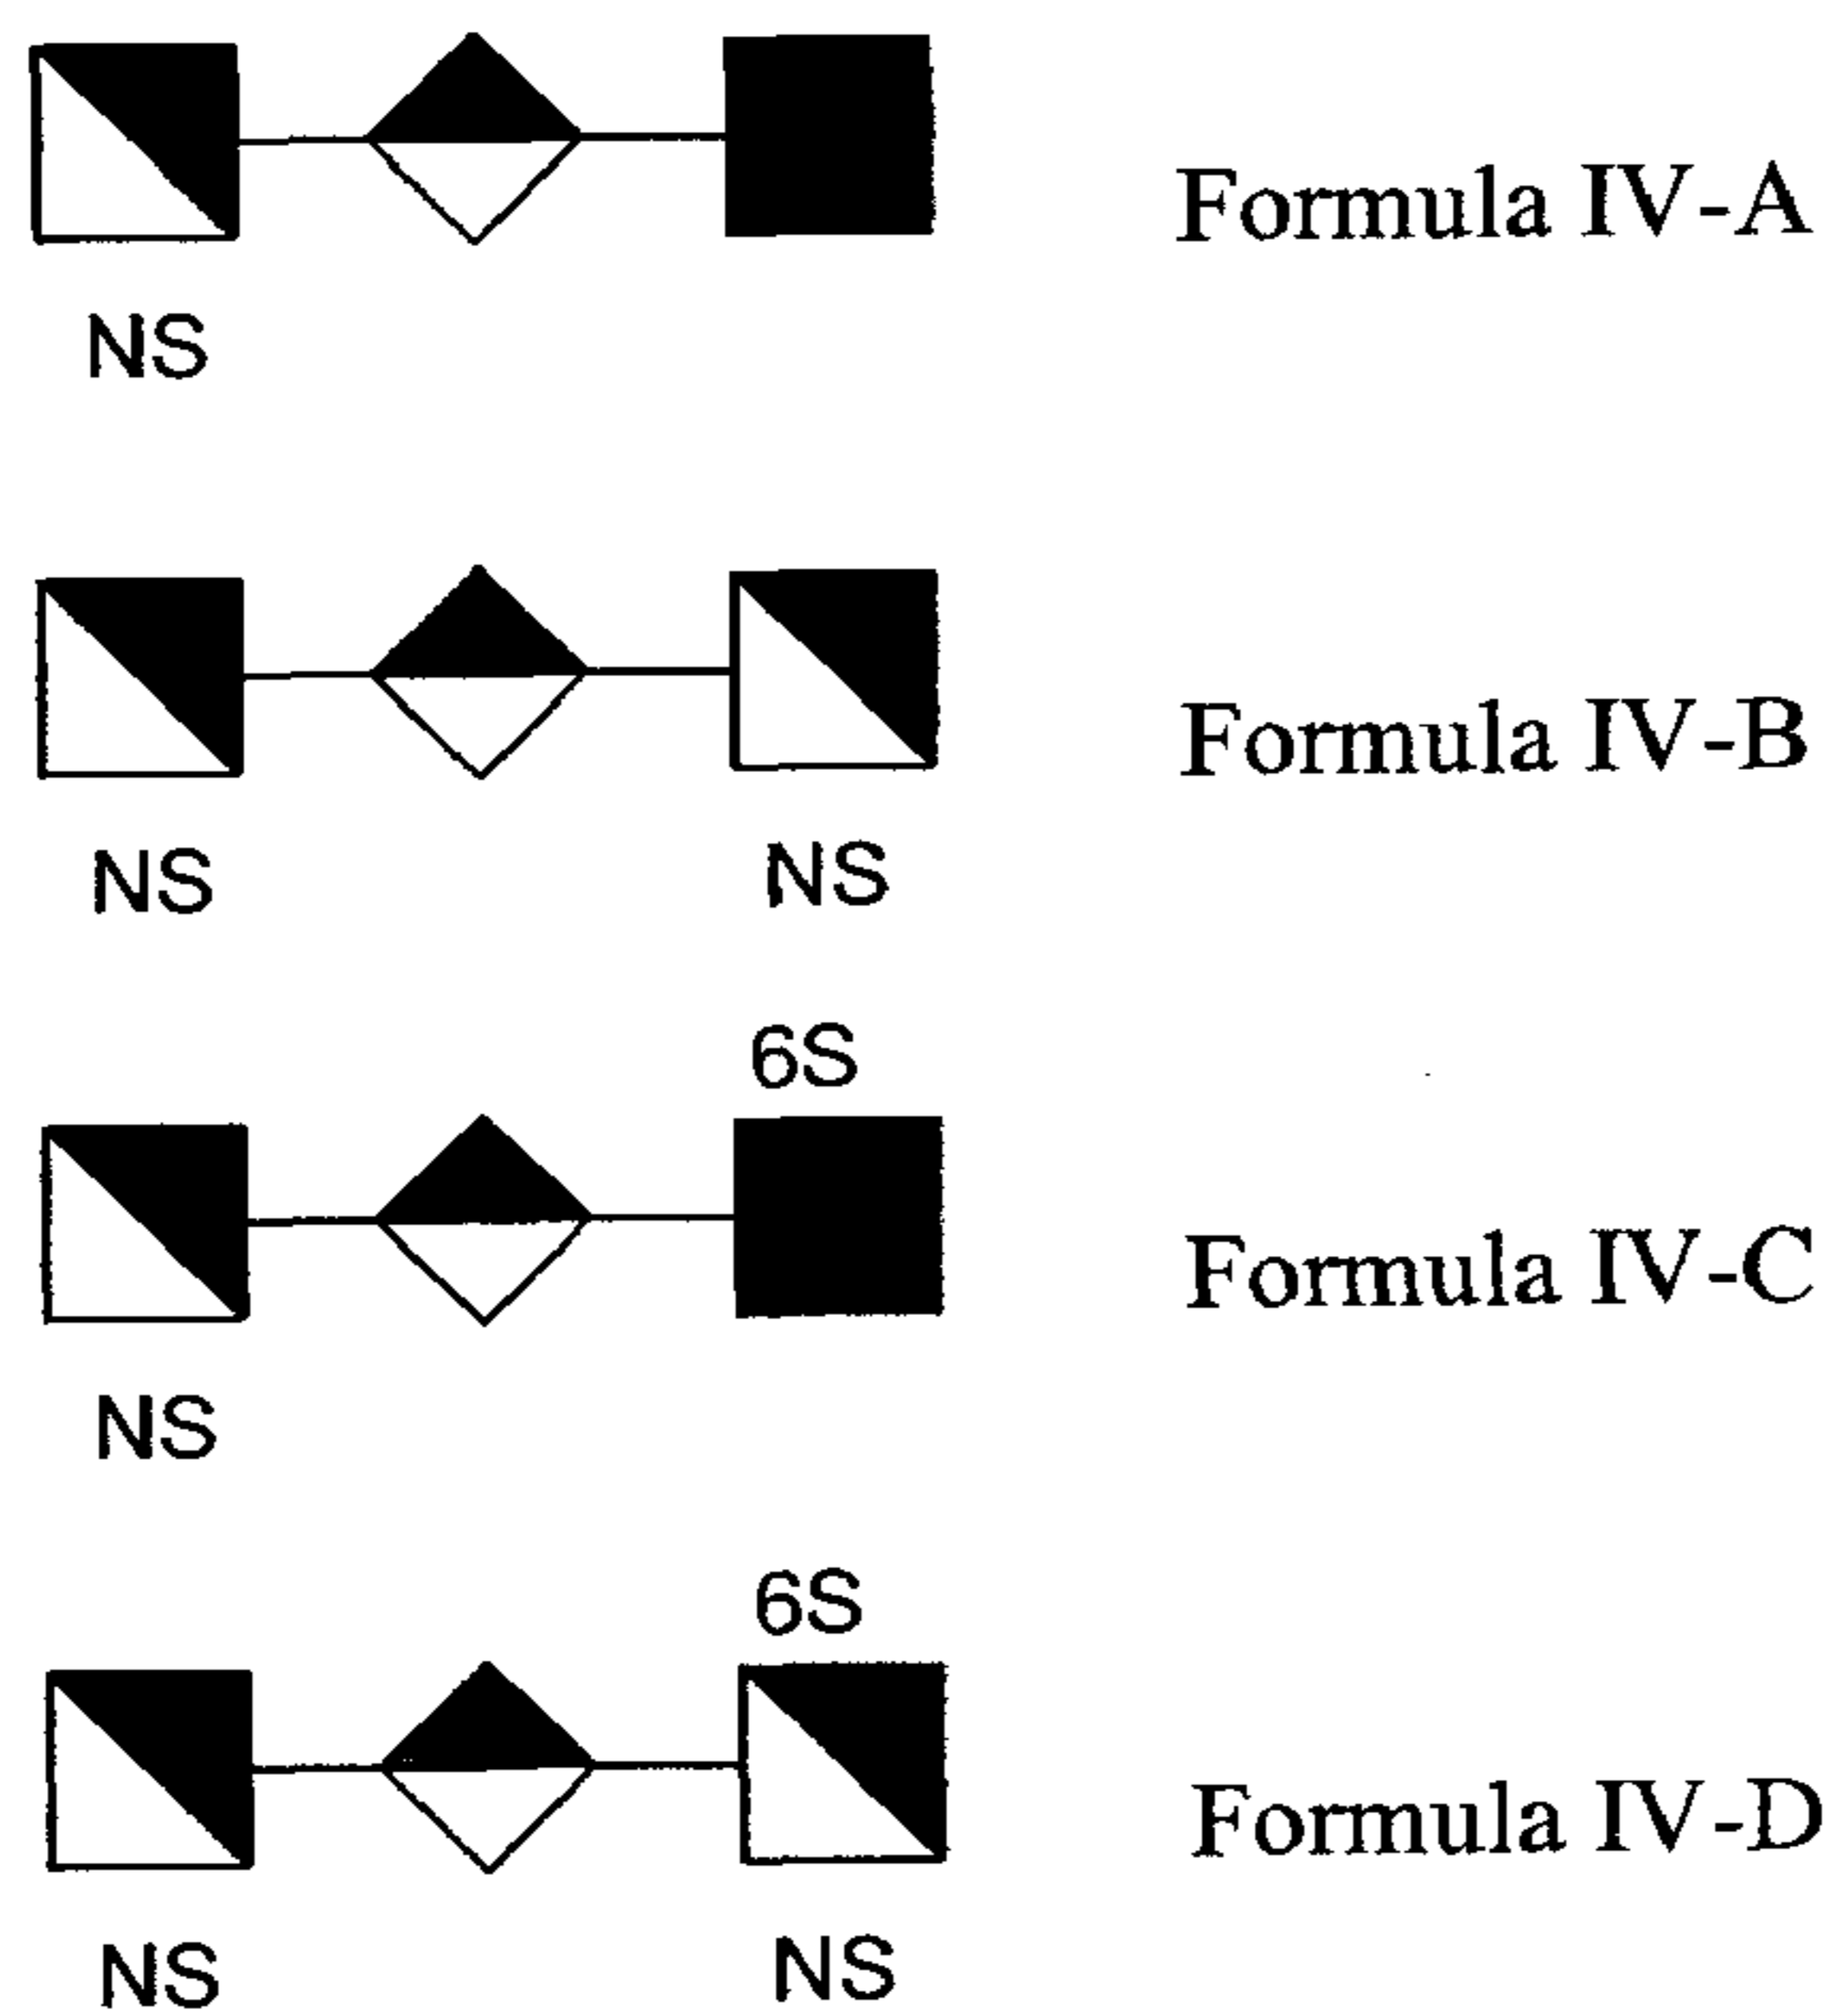 Formula IV-A
NS
Formula IV-B
NS NS
6S
Formula IV-C
NS
6S
Formula IV-D
NS NS